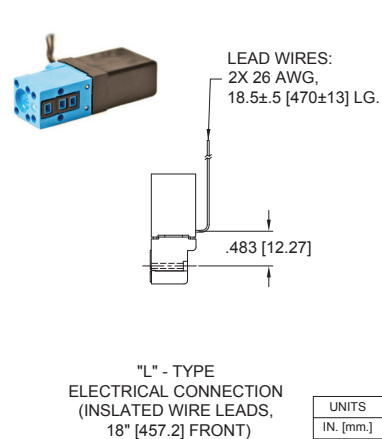 LEAD WIRES:
2X 26 AWG,
18.5±.5 [470±13] LG.
.483 [12.27]
"L" - TYPE
ELECTRICAL CONNECTION
(INSLATED WIRE LEADS,
18" [457.2] FRONT)
UNITS
IN. [mm.]